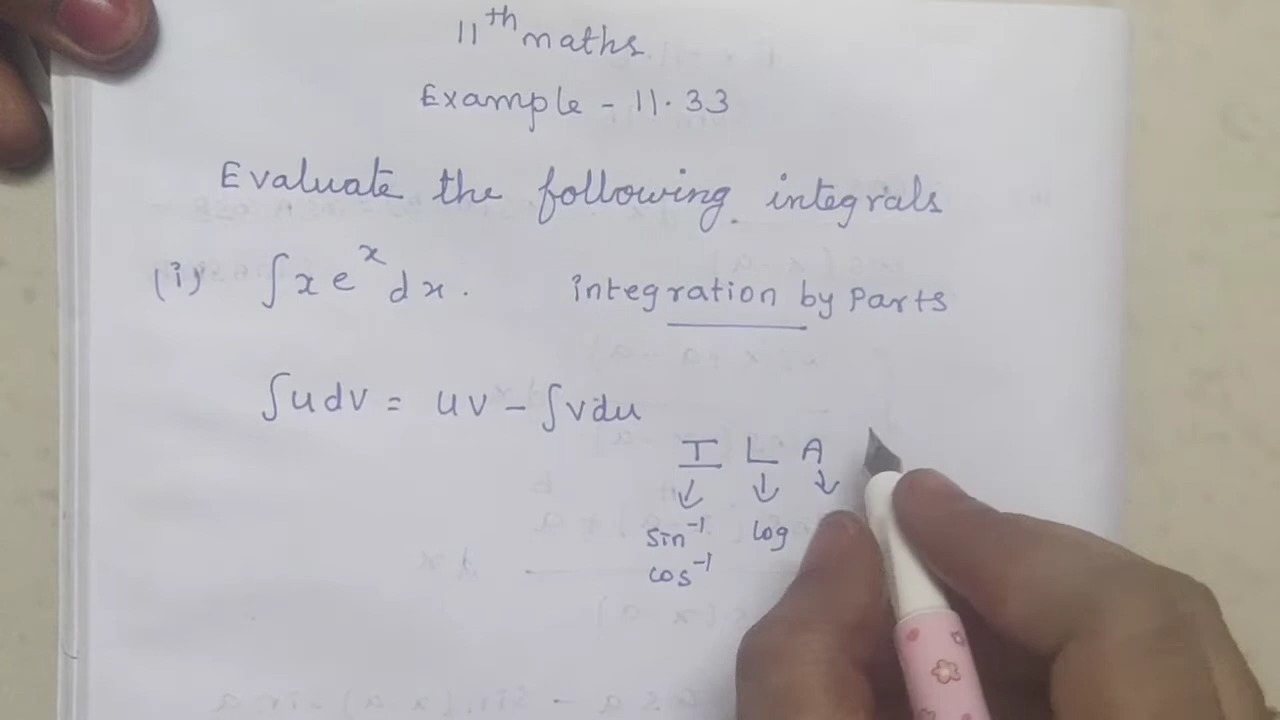 11th maths.
Example - 11.33
Evaluate the following integrals
(i) ∫xeˣdx. integration by parts
∫udv = uv - ∫vdu
I L A
↓ ↓ ↓
sin⁻¹ log
cos⁻¹